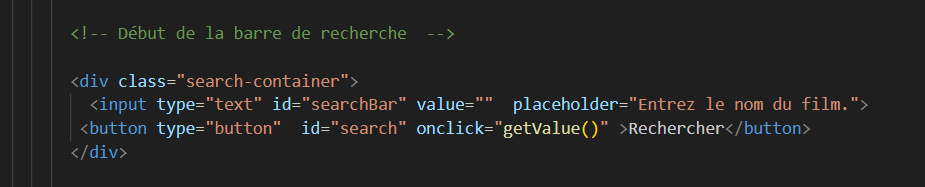 <!-- Début de la barre de recherche  -->
<div class="search-container">
<input type="text" id="searchBar" value=""  placeholder="Entrez le nom du film.">
<button type="button"  id="search" onclick="getValue()" >Rechercher</button>
</div>